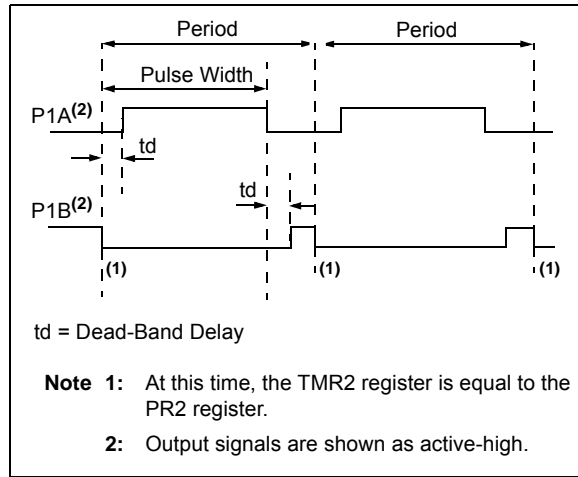 Period Period
Pulse Width
P1A(2)
td
td
P1B(2)
(1) (1) (1)
td = Dead-Band Delay
Note 1: At this time, the TMR2 register is equal to the
PR2 register.
2: Output signals are shown as active-high.